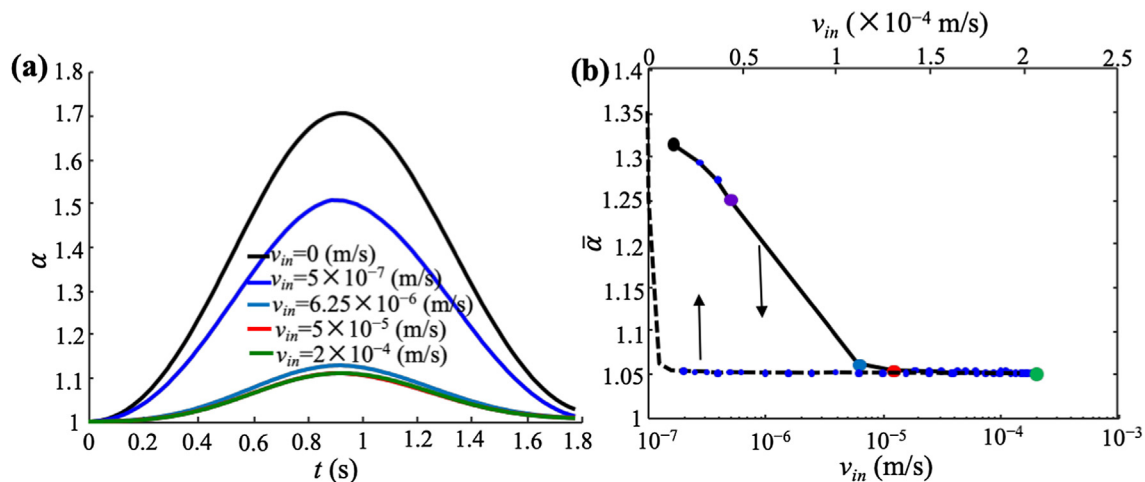 (a)
1.8
1.7
1.6
1.5
1.4
1.3
1.2
1.1
1
α
v_in=0 (m/s)
v_in=5×10⁻⁷ (m/s)
v_in=6.25×10⁻⁶ (m/s)
v_in=5×10⁻⁵ (m/s)
v_in=2×10⁻⁴ (m/s)
0 0.2 0.4 0.6 0.8 1 1.2 1.4 1.6 1.8
t (s)
v_in (×10⁻⁴ m/s)
0 0.5 1 1.5 2.0 2.5
(b)
1.4
1.35
1.3
1.25
1.2
1.15
1.1
1.05
1
ᾱ
10⁻⁷ 10⁻⁶ 10⁻⁵ 10⁻⁴ 10⁻³
v_in (m/s)